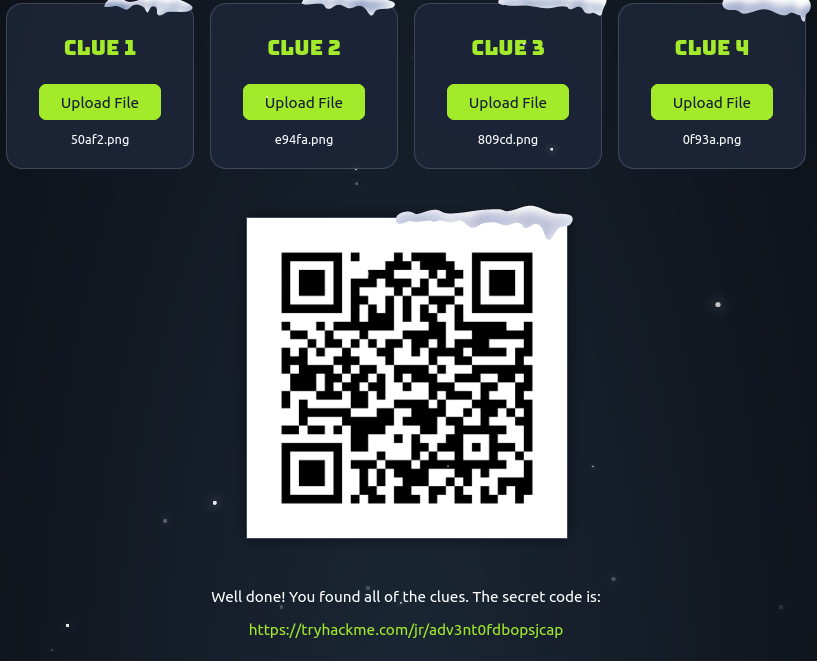 CLUE 1 CLUE 2 CLUE 3 CLUE 4
Upload File Upload File Upload File Upload File
50af2.png e94fa.png 809cd.png 0f93a.png
Well done! You found all of the clues. The secret code is:
https://tryhackme.com/jr/adv3nt0fdbopsjcap